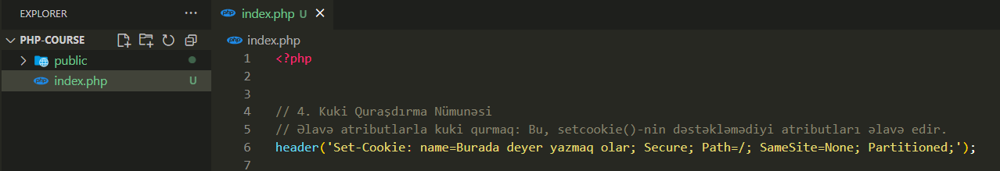 EXPLORER
···
index.php U ×
PHP-COURSE
public
index.php U
php index.php
1 <?php
2
3
4 // 4. Kuki Quraşdırma Nümunəsi
5 // Əlavə atributlarla kuki qurmaq: Bu, setcookie()-nin dəstəkləmədiyi atributları əlavə edir.
6 header('Set-Cookie: name=Burada deyer yazmaq olar; Secure; Path=/; SameSite=None; Partitioned;');
7